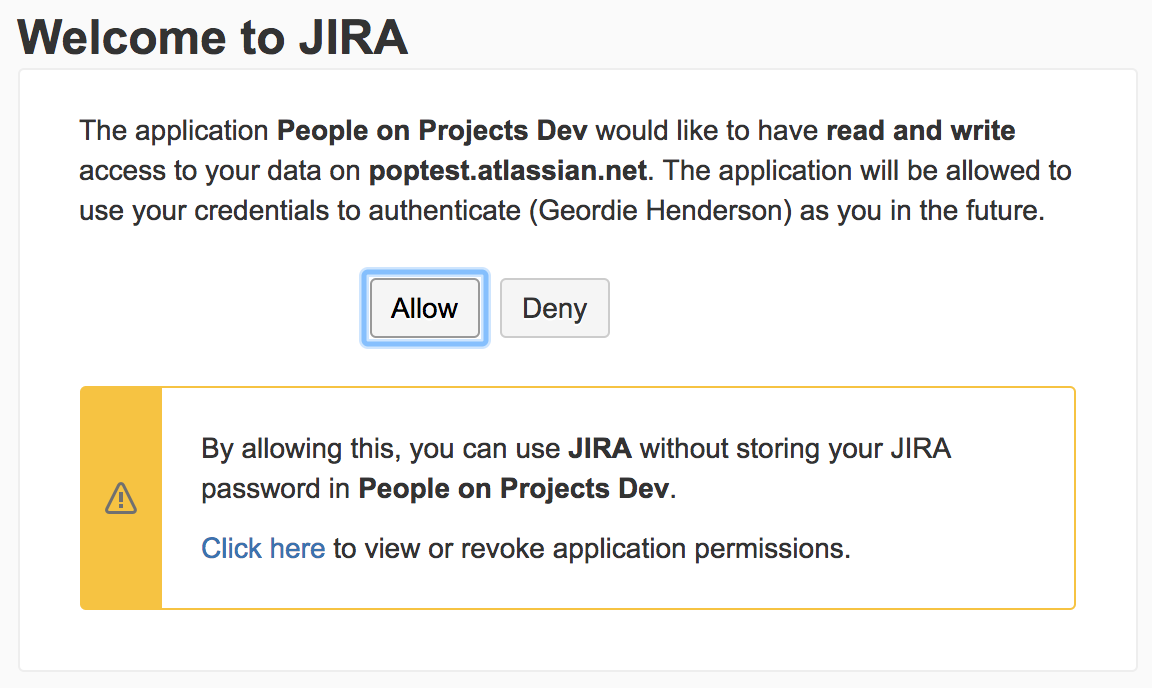 Welcome to JIRA
The application People on Projects Dev would like to have read and write
access to your data on poptest.atlassian.net. The application will be allowed to
use your credentials to authenticate (Geordie Henderson) as you in the future.
Allow Deny
By allowing this, you can use JIRA without storing your JIRA
password in People on Projects Dev.
Click here to view or revoke application permissions.